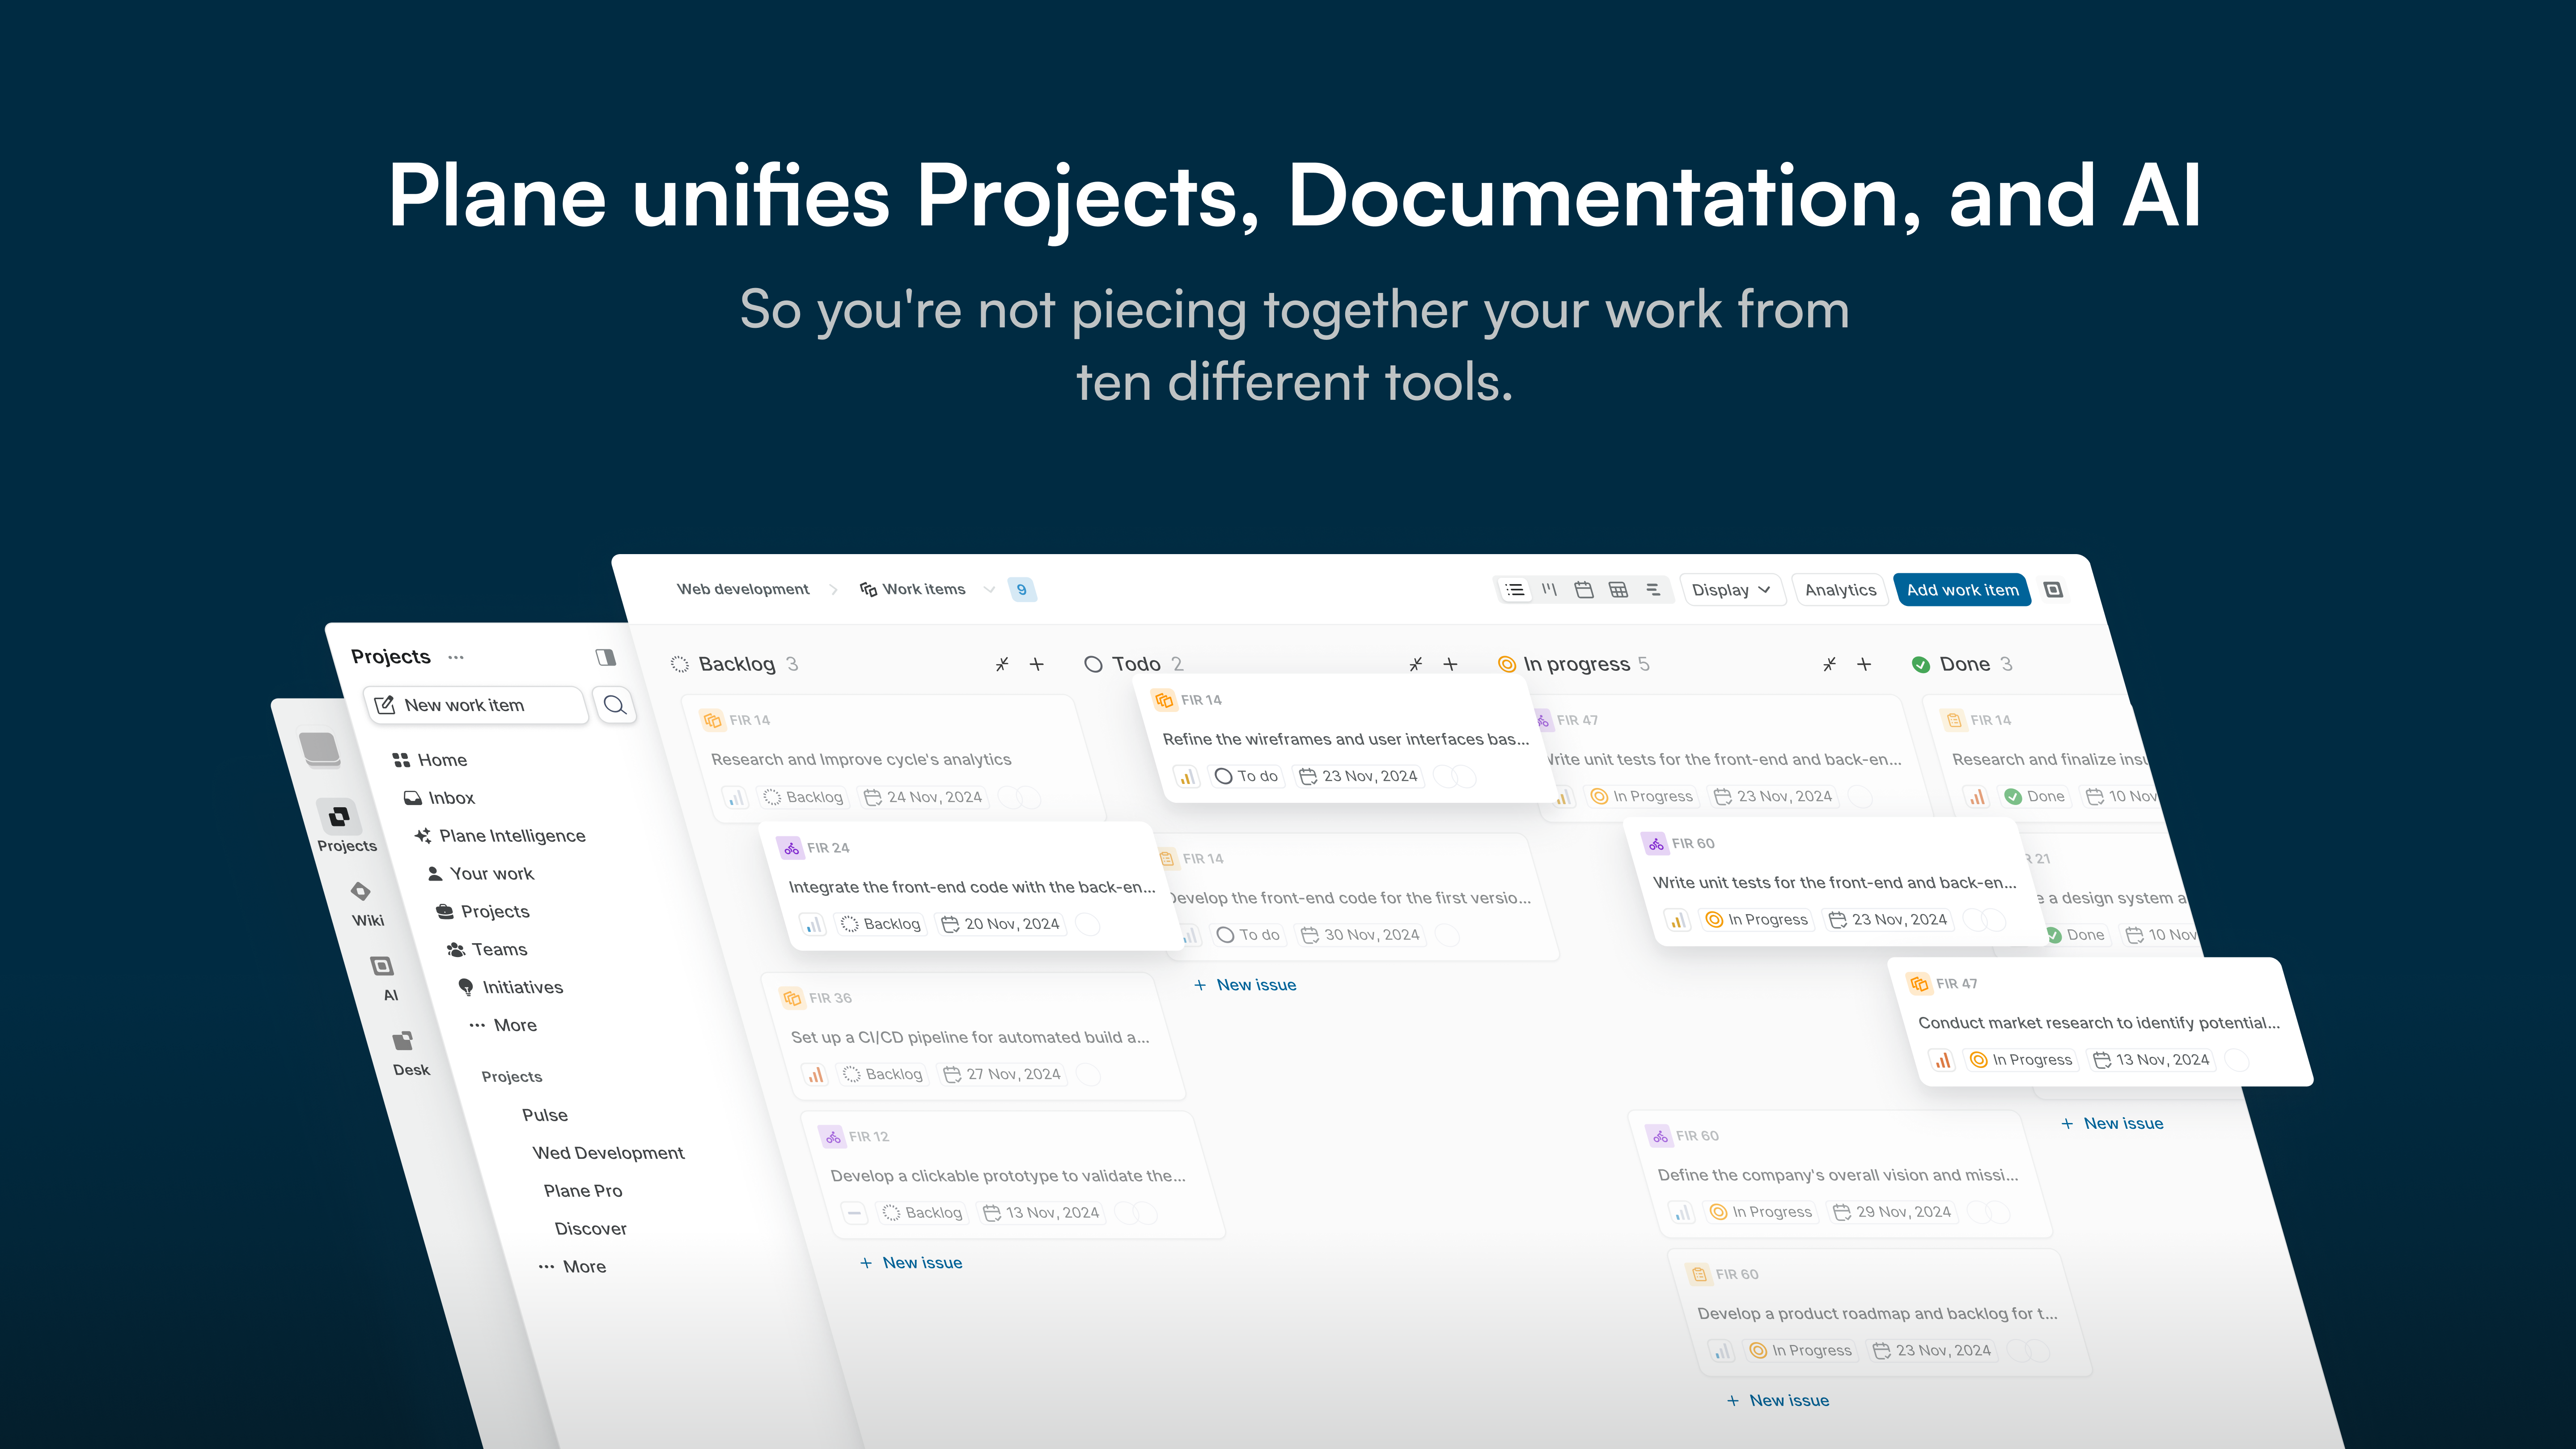 Plane unifies Projects, Documentation, and AI
So you're not piecing together your work from
ten different tools.
Web development
Work items
9
Display
Analytics
Add work item
Projects
Wiki
AI
Desk
Projects
New work item
Home
Inbox
Plane Intelligence
Your work
Projects
Teams
Initiatives
More
Projects
Pulse
Wed Development
Plane Pro
Discover
More
Backlog 3
FIR 14
Research and Improve cycle's analytics
Backlog 24 Nov, 2024
FIR 24
Integrate the front-end code with the back-en...
Backlog 20 Nov, 2024
FIR 36
Set up a CI/CD pipeline for automated build a...
Backlog 27 Nov, 2024
FIR 12
Develop a clickable prototype to validate the...
Backlog 13 Nov, 2024
New issue
Todo 2
FIR 14
Refine the wireframes and user interfaces bas...
To do 23 Nov, 2024
FIR 14
Develop the front-end code for the first versio...
To do 30 Nov, 2024
New issue
In progress 5
FIR 47
Write unit tests for the front-end and back-en...
In Progress 23 Nov, 2024
FIR 60
Write unit tests for the front-end and back-en...
In Progress 23 Nov, 2024
FIR 47
Conduct market research to identify potential...
In Progress 13 Nov, 2024
FIR 60
Define the company's overall vision and missi...
In Progress 29 Nov, 2024
FIR 60
Develop a product roadmap and backlog for t...
In Progress 23 Nov, 2024
New issue
Done 3
FIR 14
Research and finalize
Done 10 Nov
21
a design system a
Done 10 Nov
New issue